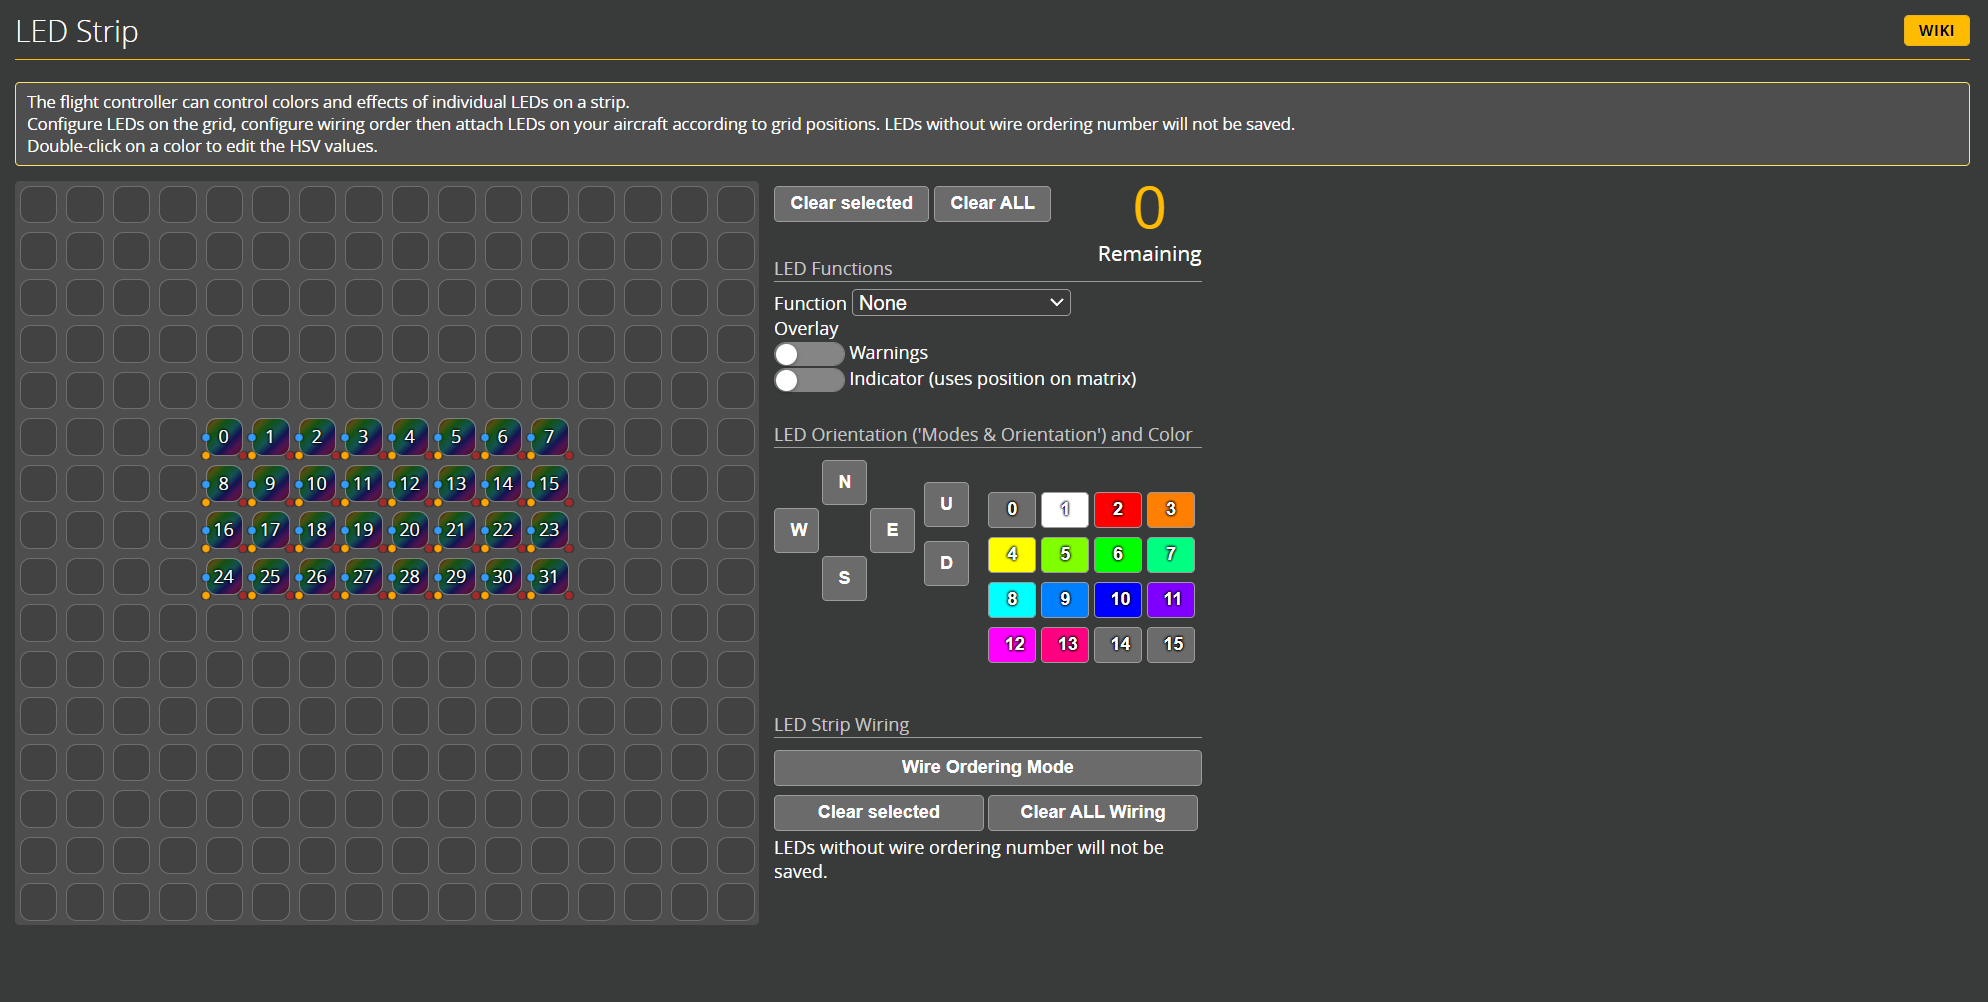 LED Strip
WIKI
The flight controller can control colors and effects of individual LEDs on a strip.
Configure LEDs on the grid, configure wiring order then attach LEDs on your aircraft according to grid positions. LEDs without wire ordering number will not be saved.
Double-click on a color to edit the HSV values.
0 1 2 3 4 5 6 7
8 9 10 11 12 13 14 15
16 17 18 19 20 21 22 23
24 25 26 27 28 29 30 31
Clear selected Clear ALL
0
Remaining
LED Functions
Function None
Overlay
Warnings
Indicator (uses position on matrix)
LED Orientation ('Modes & Orientation') and Color
N
W E
S
U
D
0 1 2 3
4 5 6 7
8 9 10 11
12 13 14 15
LED Strip Wiring
Wire Ordering Mode
Clear selected Clear ALL Wiring
LEDs without wire ordering number will not be
saved.